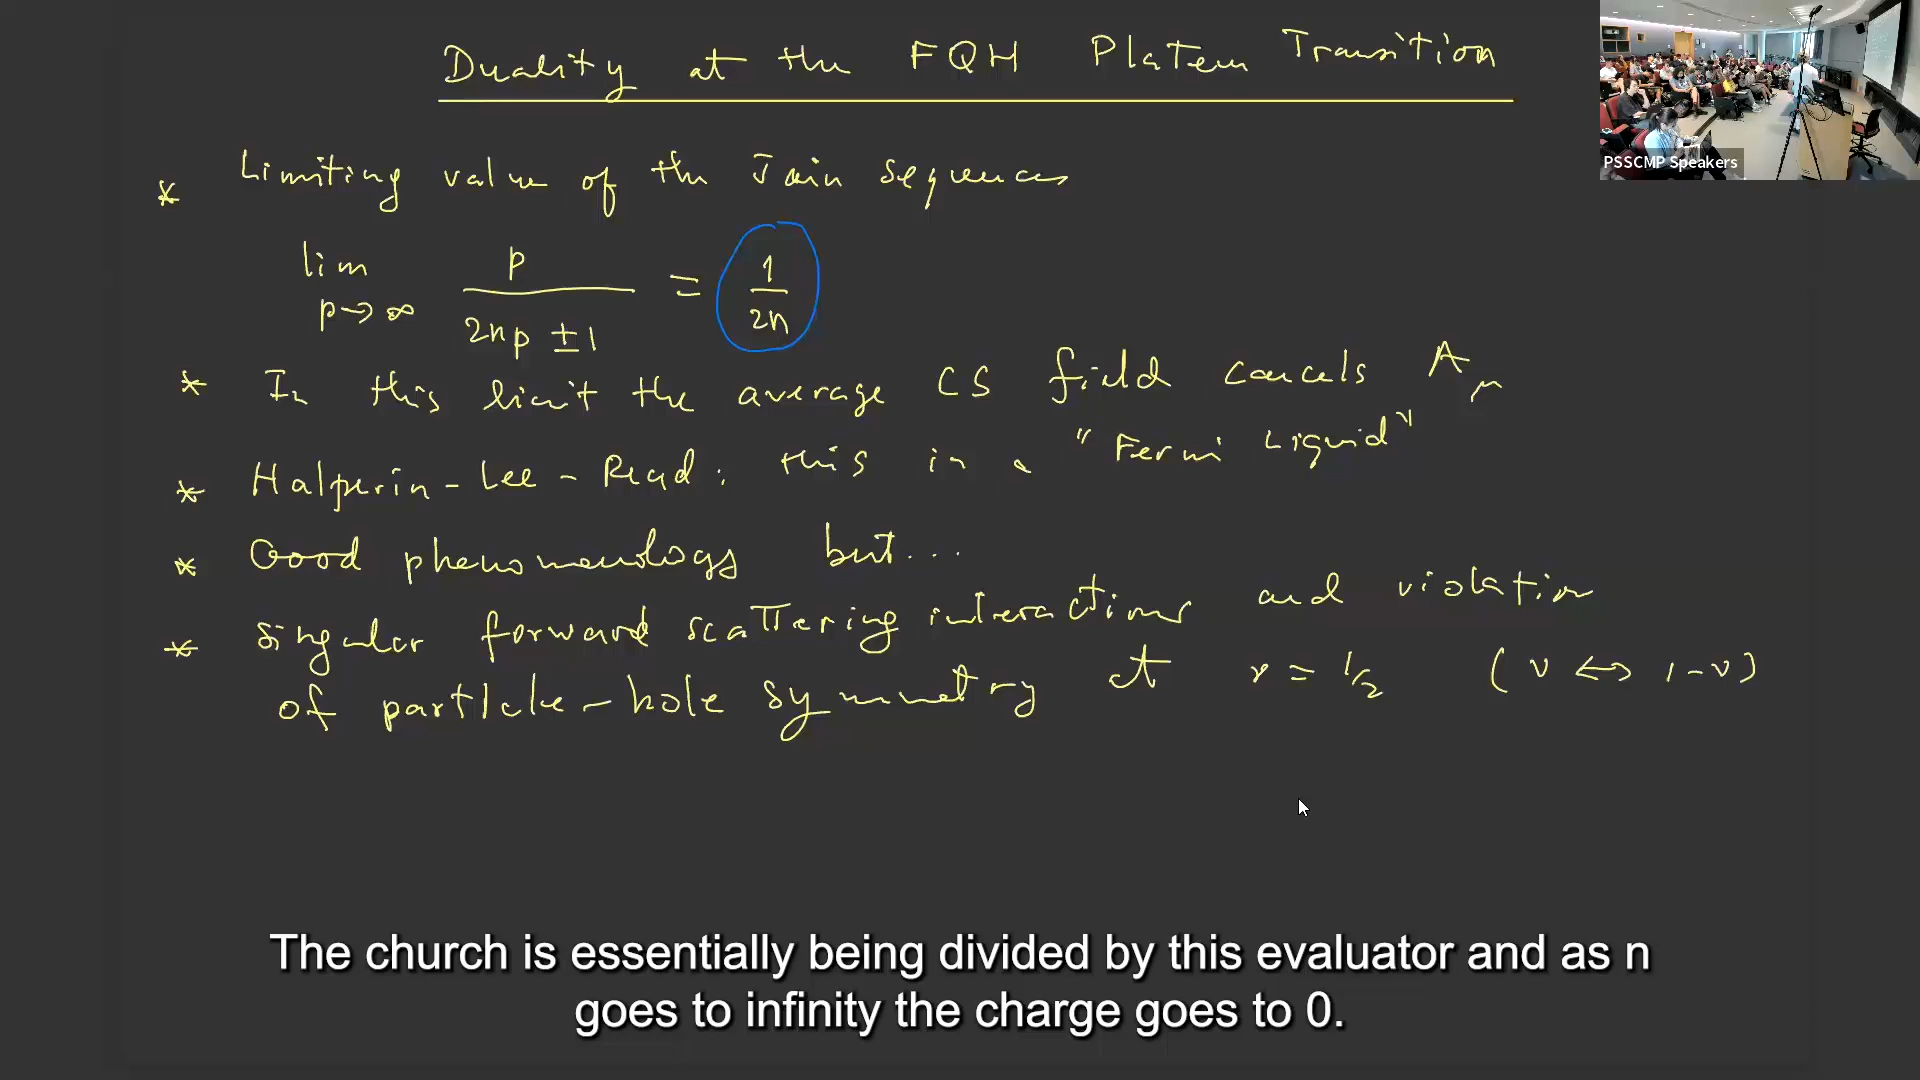 Duality at the FQH Plateau Transition
PSSCMP Speakers
* Limiting value of the Jain sequences
lim p→∞ p / (2np ± 1) = 1 / 2n
* In this limit the average CS field cancels Aμ
* Halperin-Lee-Read: this is a "Fermi Liquid"
* Good phenomenology but...
* singular forward scattering interactions and violation
of particle-hole symmetry at ν = 1/2 (ν ⟷ 1-ν)
The church is essentially being divided by this evaluator and as n
goes to infinity the charge goes to 0.